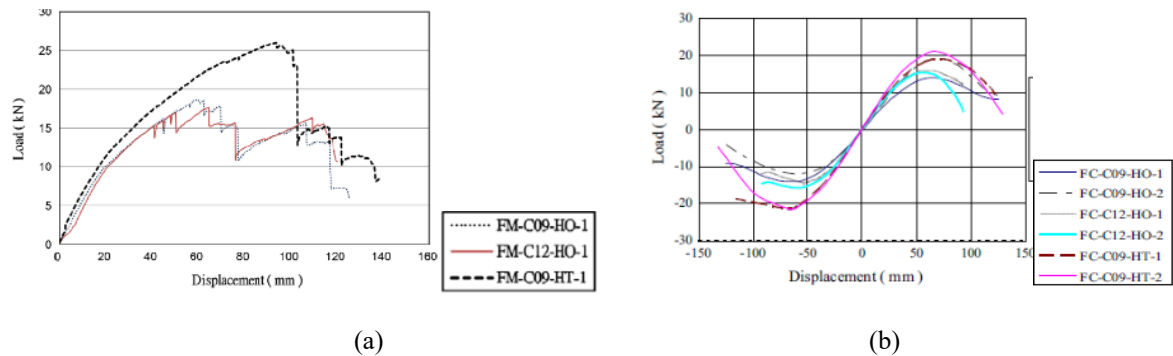 30
25
20
15
10
5
0
Load ( kN )
0 20 40 60 80 100 120 140 160
Displacement ( mm )
FM-C09-HO-1
FM-C12-HO-1
FM-C09-HT-1
(a)
30
20
10
0
-10
-20
-30
Load ( kN )
-150 -100 -50 0 50 100 150
Displacement ( mm )
FC-C09-HO-1
FC-C09-HO-2
FC-C12-HO-1
FC-C12-HO-2
FC-C09-HT-1
FC-C09-HT-2
(b)